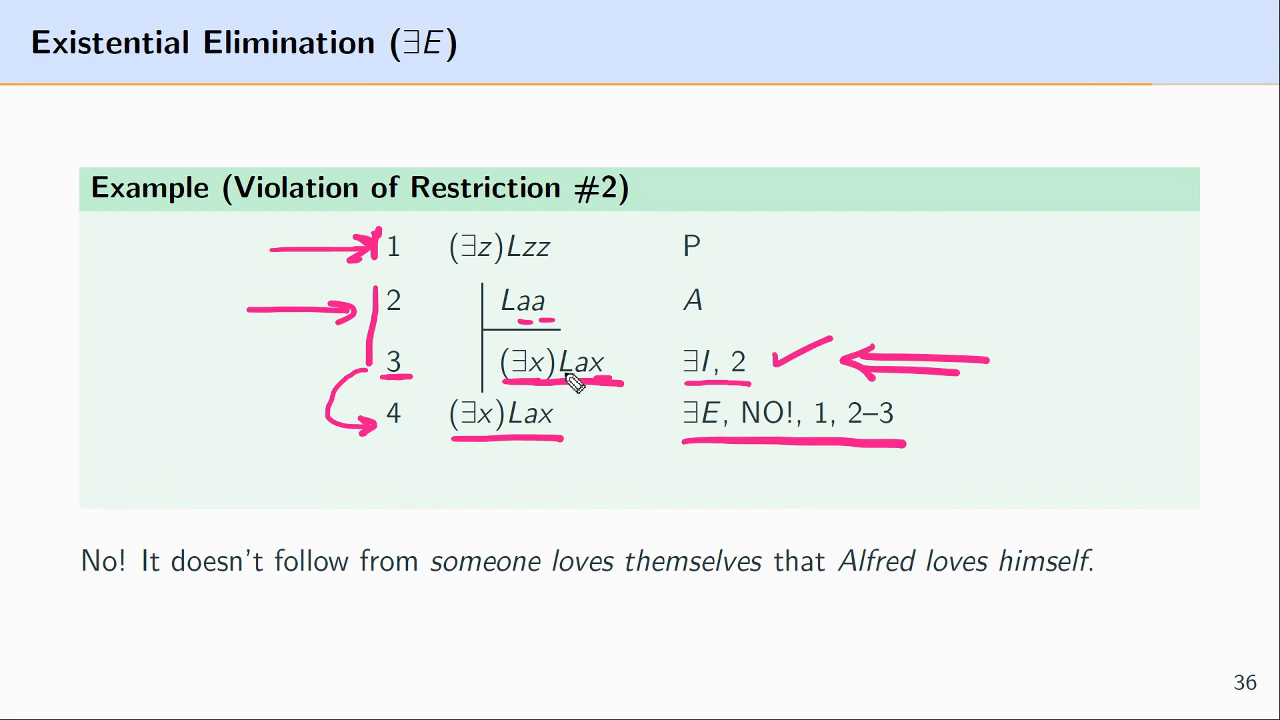 Existential Elimination (∃E)
Example (Violation of Restriction #2)
1 (∃z)Lzz P
2 Laa A
3 (∃x)Lax ∃I, 2
4 (∃x)Lax ∃E, NO!, 1, 2–3
No! It doesn't follow from someone loves themselves that Alfred loves himself.
36